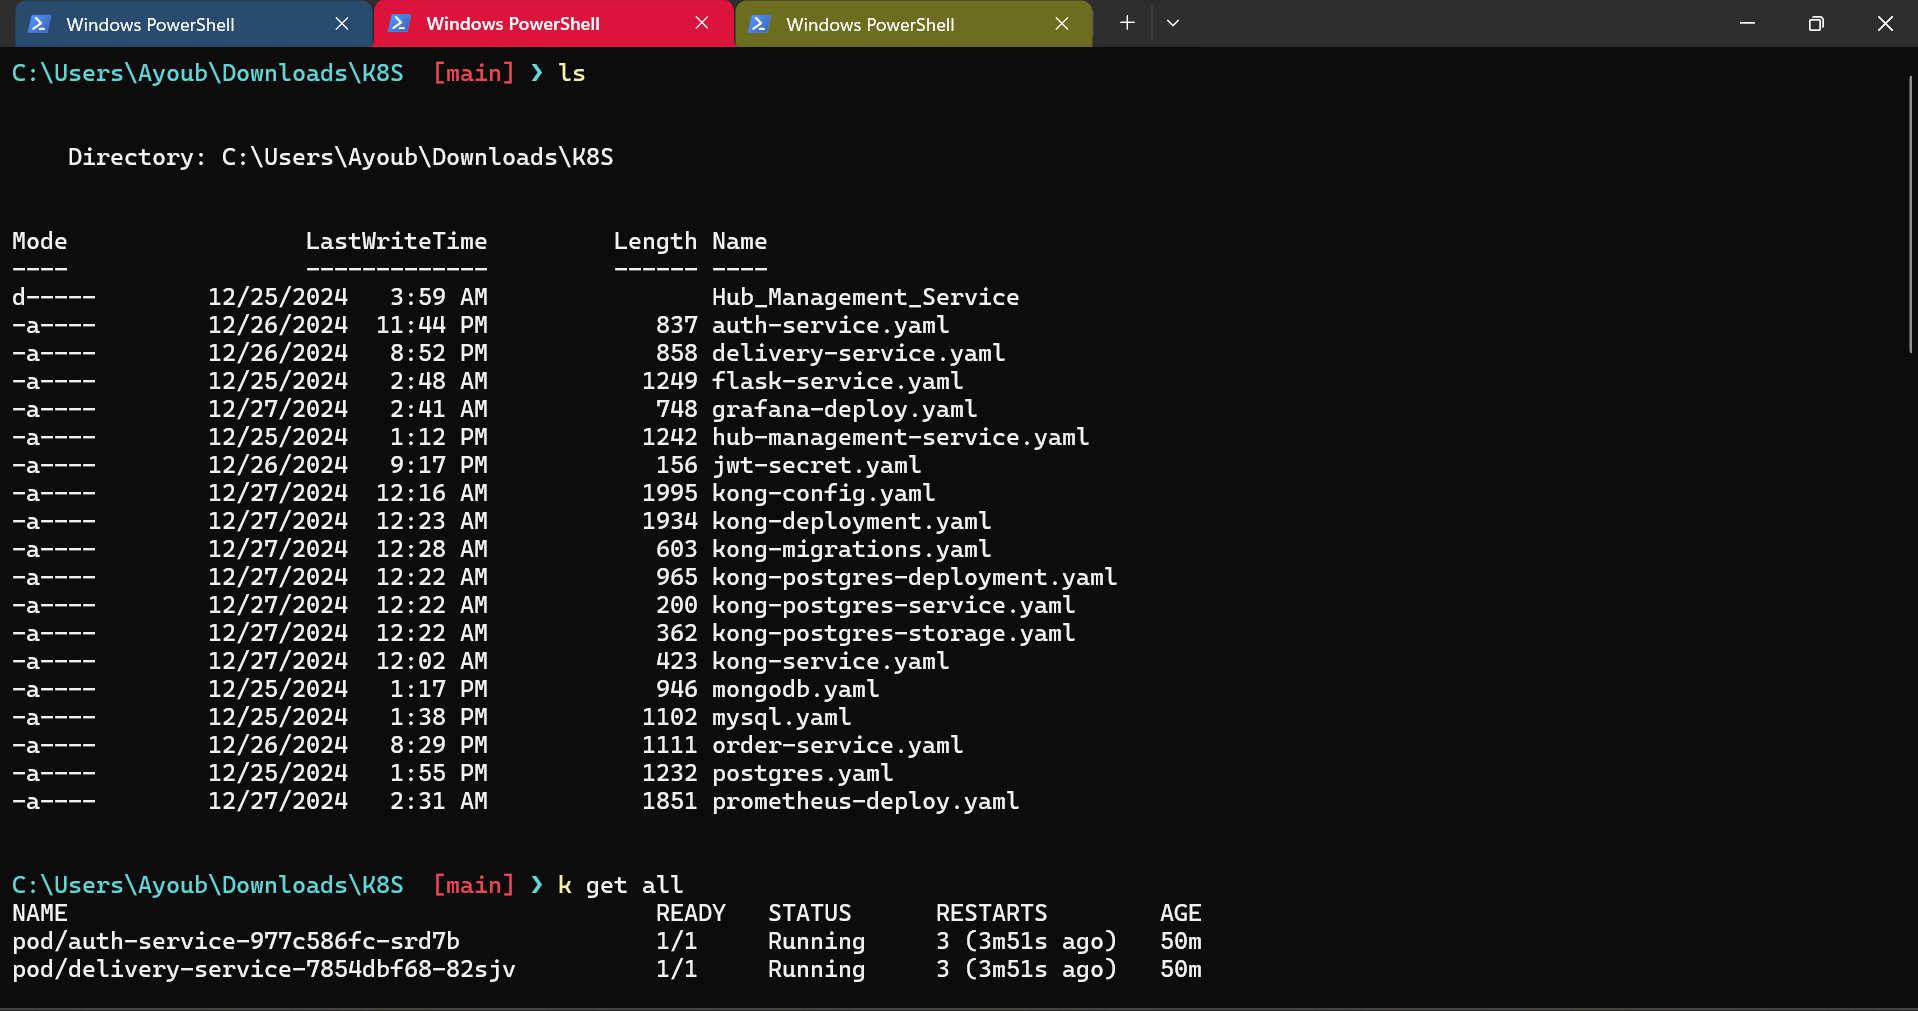 Windows PowerShell Windows PowerShell Windows PowerShell
C:\Users\Ayoub\Downloads\K8S [main] ❯ ls
Directory: C:\Users\Ayoub\Downloads\K8S
Mode LastWriteTime Length Name
---- ------------- ------ ----
d----- 12/25/2024 3:59 AM Hub_Management_Service
-a---- 12/26/2024 11:44 PM 837 auth-service.yaml
-a---- 12/26/2024 8:52 PM 858 delivery-service.yaml
-a---- 12/25/2024 2:48 AM 1249 flask-service.yaml
-a---- 12/27/2024 2:41 AM 748 grafana-deploy.yaml
-a---- 12/25/2024 1:12 PM 1242 hub-management-service.yaml
-a---- 12/26/2024 9:17 PM 156 jwt-secret.yaml
-a---- 12/27/2024 12:16 AM 1995 kong-config.yaml
-a---- 12/27/2024 12:23 AM 1934 kong-deployment.yaml
-a---- 12/27/2024 12:28 AM 603 kong-migrations.yaml
-a---- 12/27/2024 12:22 AM 965 kong-postgres-deployment.yaml
-a---- 12/27/2024 12:22 AM 200 kong-postgres-service.yaml
-a---- 12/27/2024 12:22 AM 362 kong-postgres-storage.yaml
-a---- 12/27/2024 12:02 AM 423 kong-service.yaml
-a---- 12/25/2024 1:17 PM 946 mongodb.yaml
-a---- 12/25/2024 1:38 PM 1102 mysql.yaml
-a---- 12/26/2024 8:29 PM 1111 order-service.yaml
-a---- 12/25/2024 1:55 PM 1232 postgres.yaml
-a---- 12/27/2024 2:31 AM 1851 prometheus-deploy.yaml
C:\Users\Ayoub\Downloads\K8S [main] ❯ k get all
NAME READY STATUS RESTARTS AGE
pod/auth-service-977c586fc-srd7b 1/1 Running 3 (3m51s ago) 50m
pod/delivery-service-7854dbf68-82sjv 1/1 Running 3 (3m51s ago) 50m